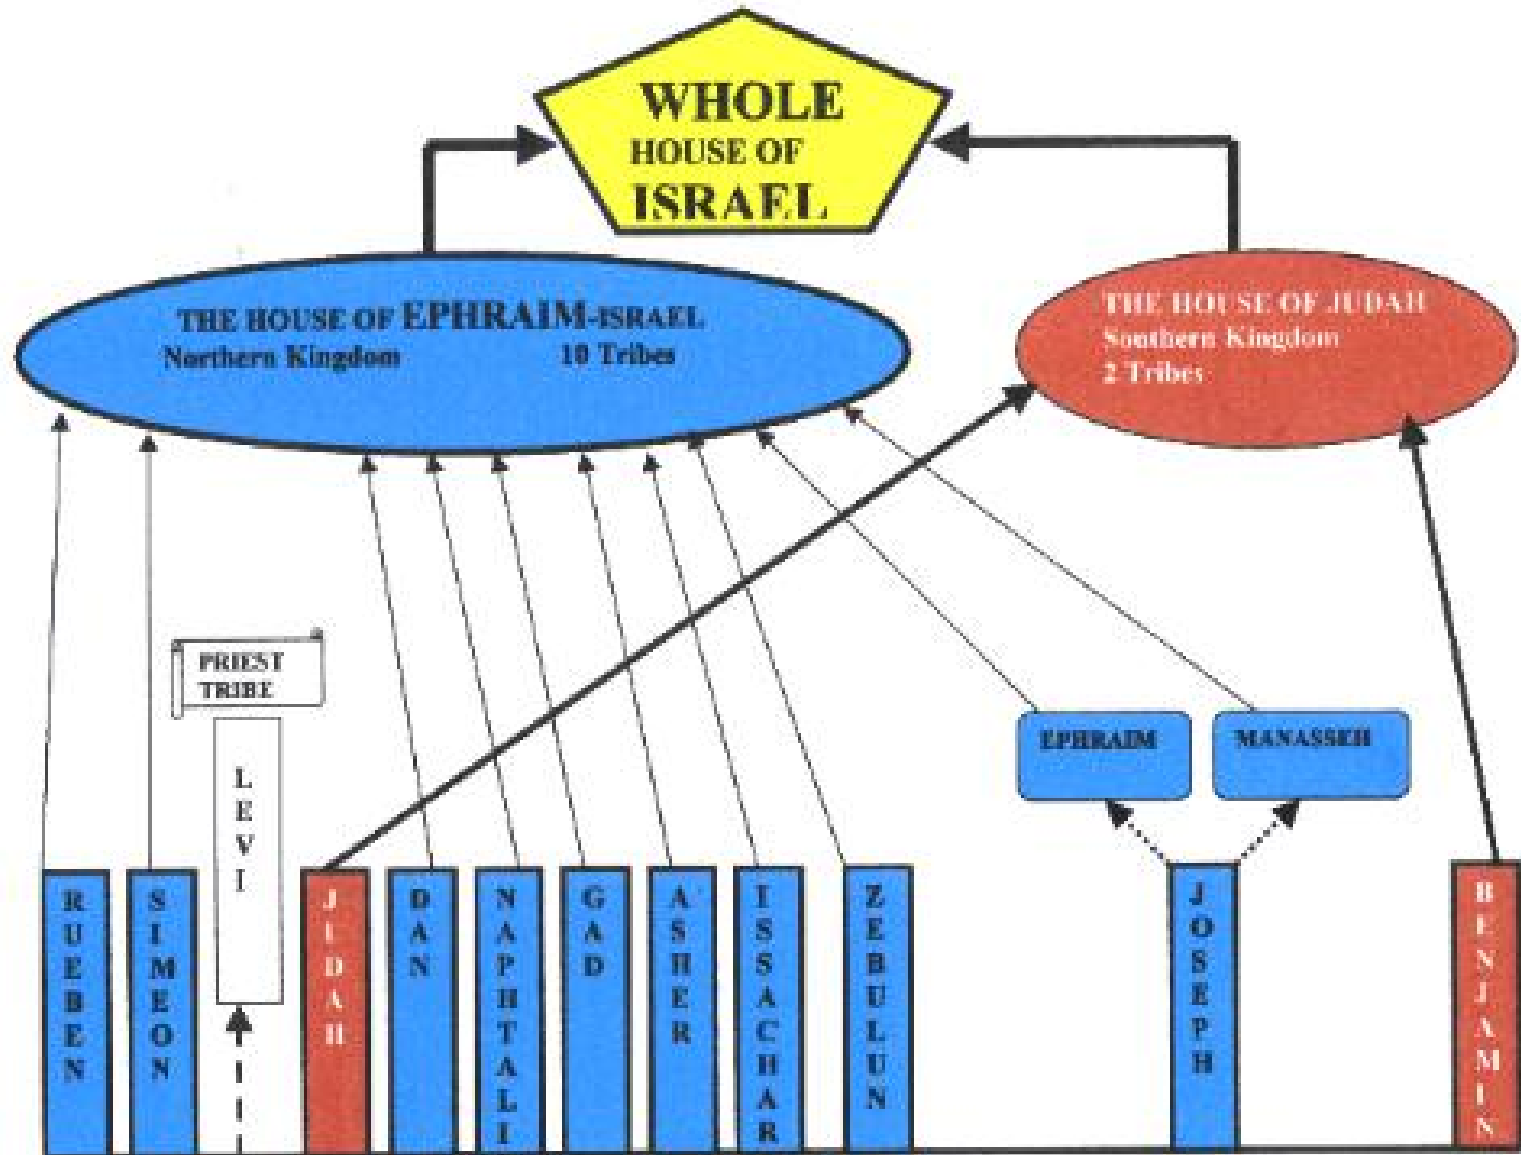 WHOLE
HOUSE OF
ISRAEL
THE HOUSE OF EPHRAIM-ISRAEL
Northern Kingdom 10 Tribes
THE HOUSE OF JUDAH
Southern Kingdom
2 Tribes
PRIEST
TRIBE
EPHRAIM
MANASSEH
RUEBEN
SIMEON
LEVI
JUDAH
DAN
NAPHTALI
GAD
ASHER
ISSACHAR
ZEBULUN
JOSEPH
BENJAMIN